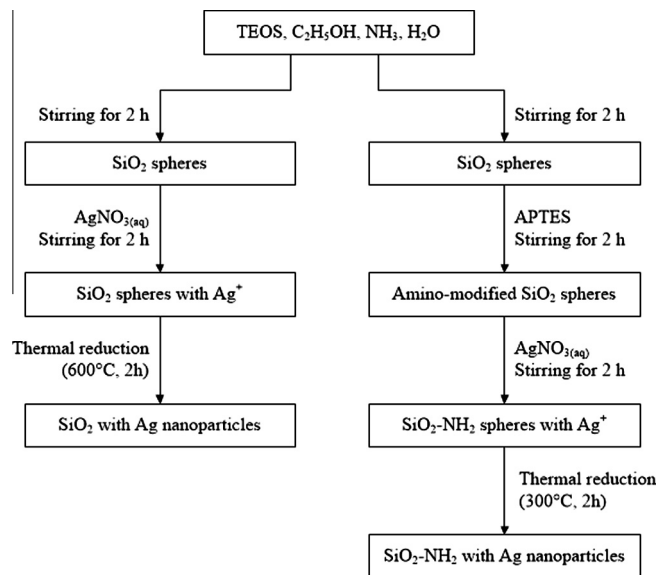 TEOS, C₂H₅OH, NH₃, H₂O
Stirring for 2 h
SiO₂ spheres
AgNO₃₍aq₎
Stirring for 2 h
SiO₂ spheres with Ag⁺
Thermal reduction
(600°C, 2h)
SiO₂ with Ag nanoparticles
Stirring for 2 h
SiO₂ spheres
APTES
Stirring for 2 h
Amino-modified SiO₂ spheres
AgNO₃₍aq₎
Stirring for 2 h
SiO₂-NH₂ spheres with Ag⁺
Thermal reduction
(300°C, 2h)
SiO₂-NH₂ with Ag nanoparticles